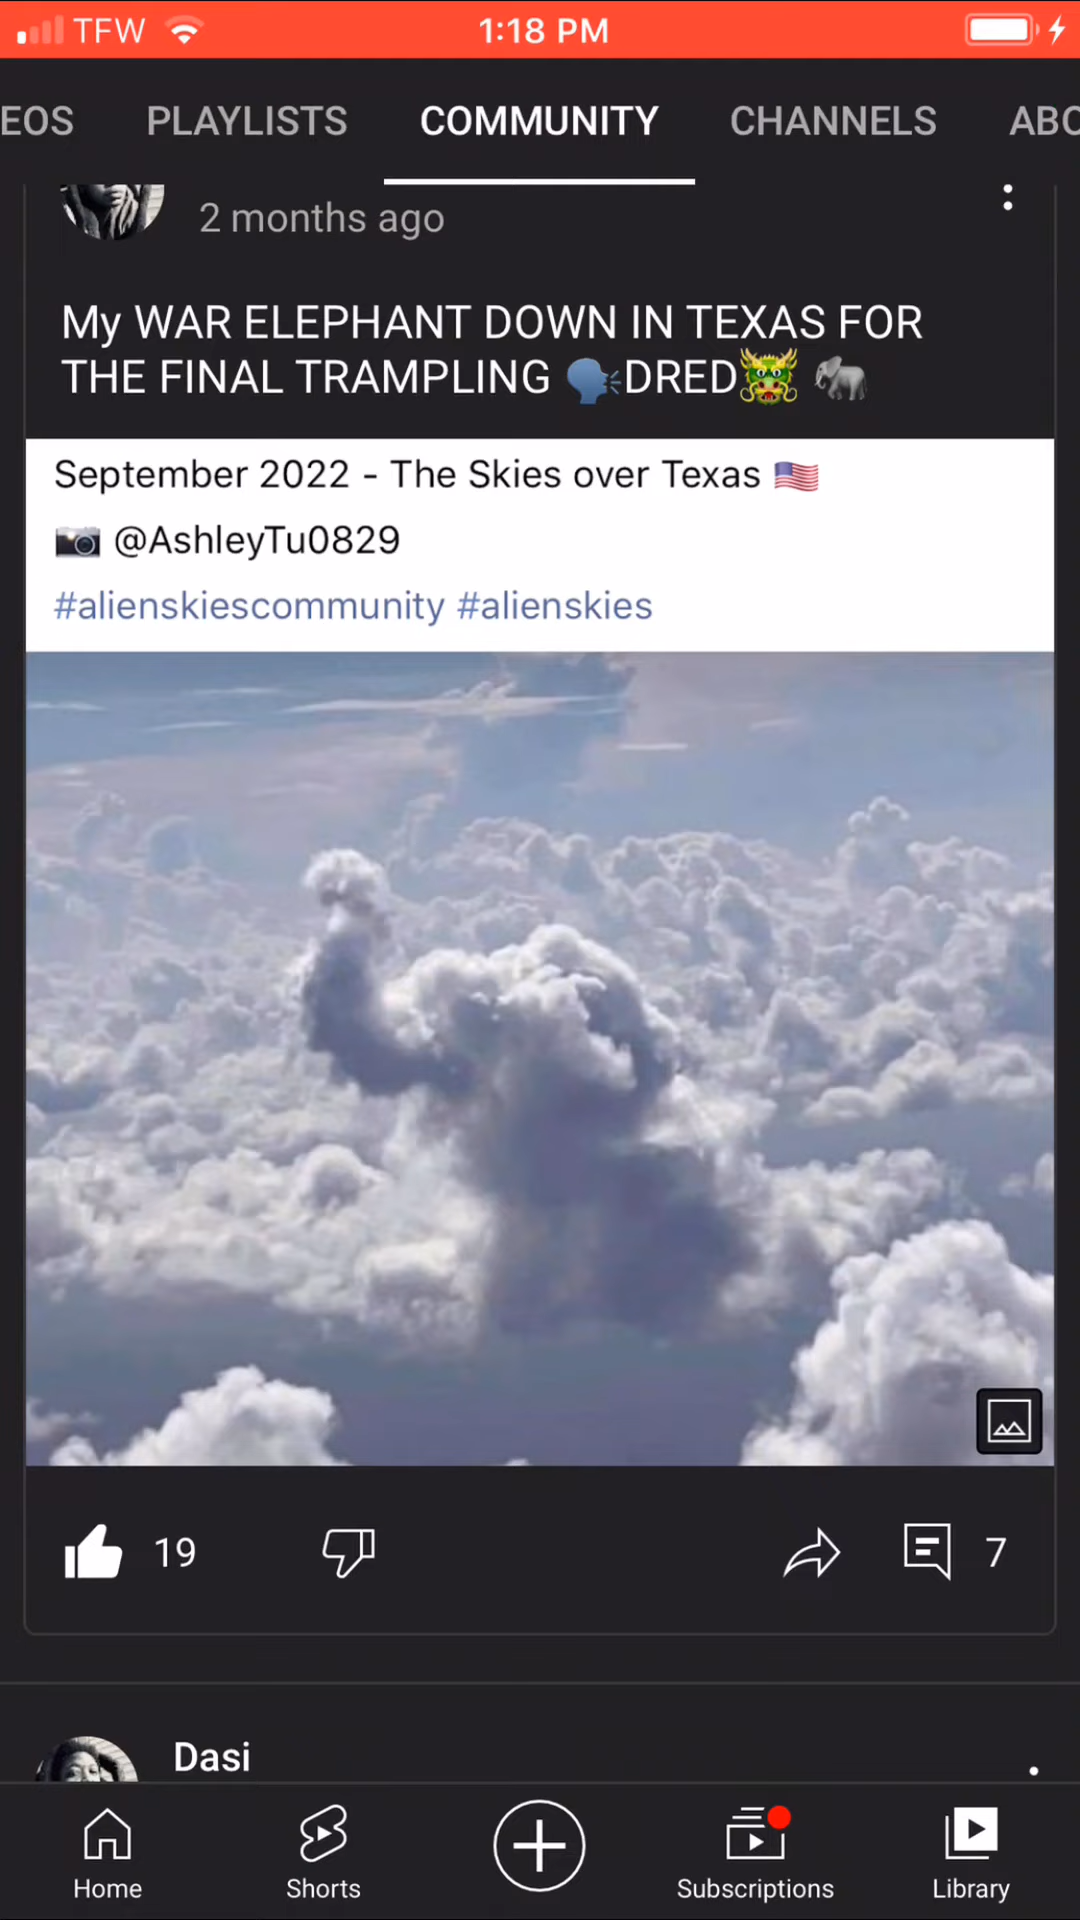 TFW 1:18 PM
EOS PLAYLISTS COMMUNITY CHANNELS ABO
2 months ago
My WAR ELEPHANT DOWN IN TEXAS FOR
THE FINAL TRAMPLING 🗣️DRED🐲 🐘
September 2022 - The Skies over Texas 🇺🇸
📷 @AshleyTu0829
#alienskiescommunity #alienskies
19 7
Dasi
Home Shorts Subscriptions Library